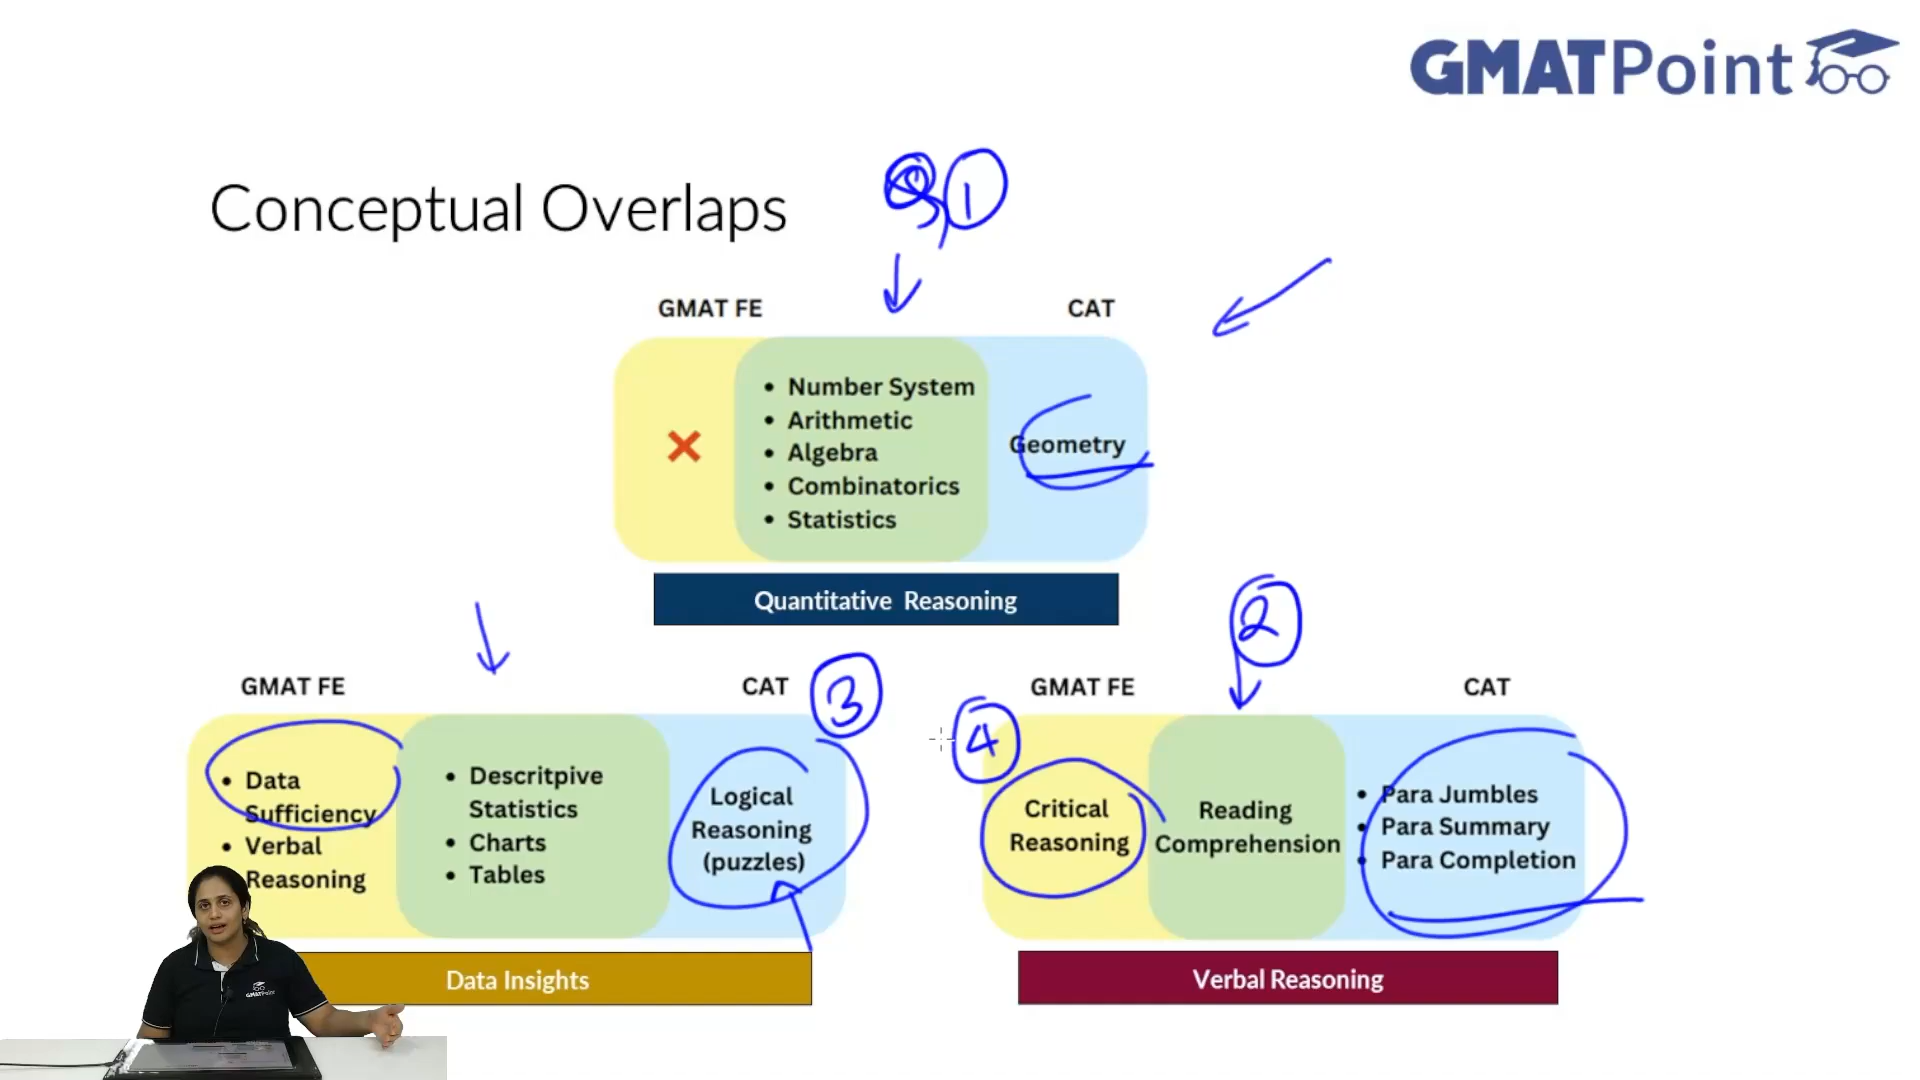 GMATPoint
Conceptual Overlaps
1
GMAT FE
CAT
• Number System
• Arithmetic
• Algebra
• Combinatorics
• Statistics
Geometry
Quantitative Reasoning
2
GMAT FE
CAT
3
• Data
Sufficiency
• Verbal
Reasoning
• Descritpive
Statistics
• Charts
• Tables
Logical
Reasoning
(puzzles)
Data Insights
GMAT FE
CAT
4
Critical
Reasoning
Reading
Comprehension
• Para Jumbles
• Para Summary
• Para Completion
Verbal Reasoning
GMATPoint